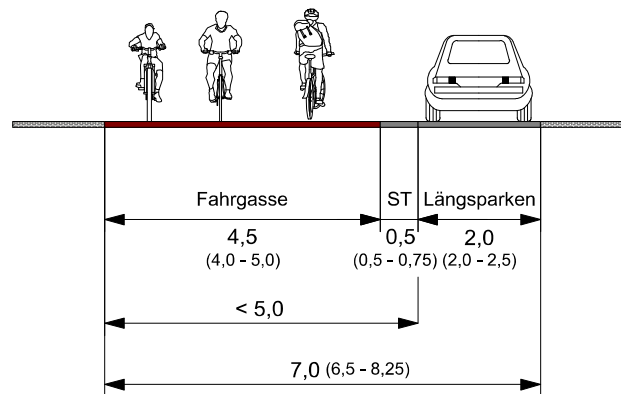 Fahrgasse ST Längsparken
4,5 0,5 2,0
(4,0 - 5,0) (0,5 - 0,75) (2,0 - 2,5)
< 5,0
7,0 (6,5 - 8,25)